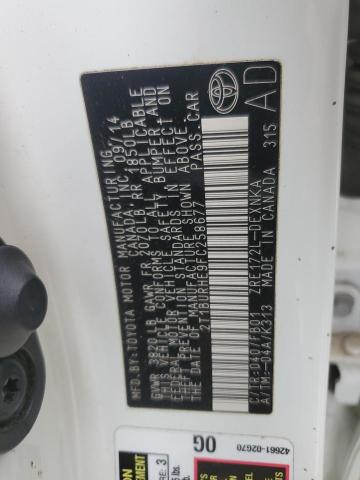 MFD.BY:TOYOTA MOTOR MANUFACTURING
CANADA INC. 09/14
GVWR 3820LB GAWR FR 2070LB RR 1850LB
THIS VEHICLE CONFORMS TO ALL APPLICABLE
FEDERAL MOTOR VEHICLE SAFETY, BUMPER AND
THEFT PREVENTION STANDARDS IN EFFECT ON
THE DATE OF MANUFACTURE SHOWN ABOVE.
2T1BURHE9FC258677 PASS.CAR
C/TR:040/FB01 ZRE172L-DEXNKA
A/TM:-04A/K313 MADE IN CANADA 315
AD
TOYOTA
42661-02G70
0G